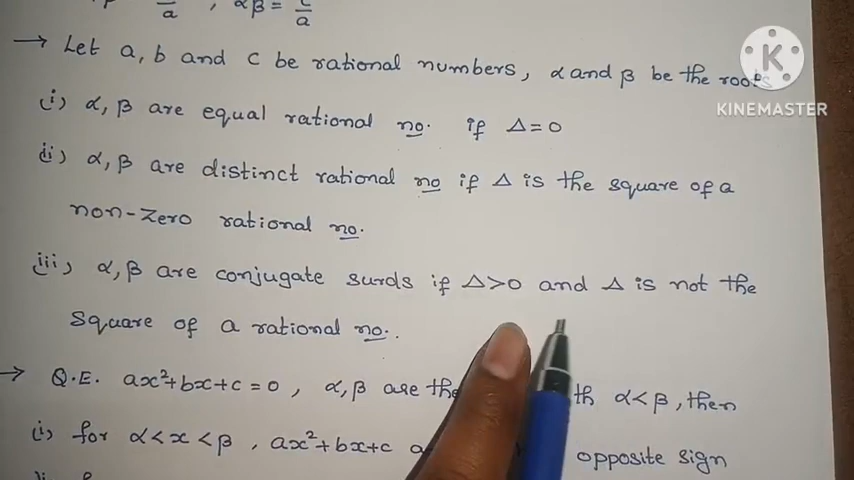 a , αβ = c/a
→ Let a, b and c be rational numbers, α and β be the roots
KINEMASTER
(i) α, β are equal rational no. if Δ=0
(ii) α, β are distinct rational no if Δ is the square of a
non-zero rational no.
(iii) α, β are conjugate surds if Δ>0 and Δ is not the
square of a rational no.
→ Q.E. ax²+bx+c=0, α, β are the th α<β, then
(i) for α<x<β, ax²+bx+c a opposite sign